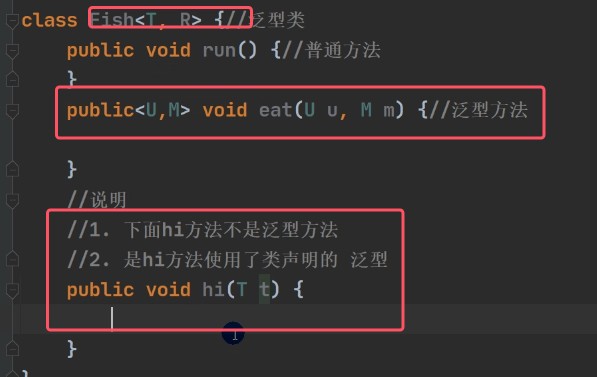 class Fish<T, R> {//泛型类
public void run() {//普通方法
}
public<U,M> void eat(U u, M m) {//泛型方法
}
//说明
//1. 下面hi方法不是泛型方法
//2. 是hi方法使用了类声明的 泛型
public void hi(T t) {
}
}